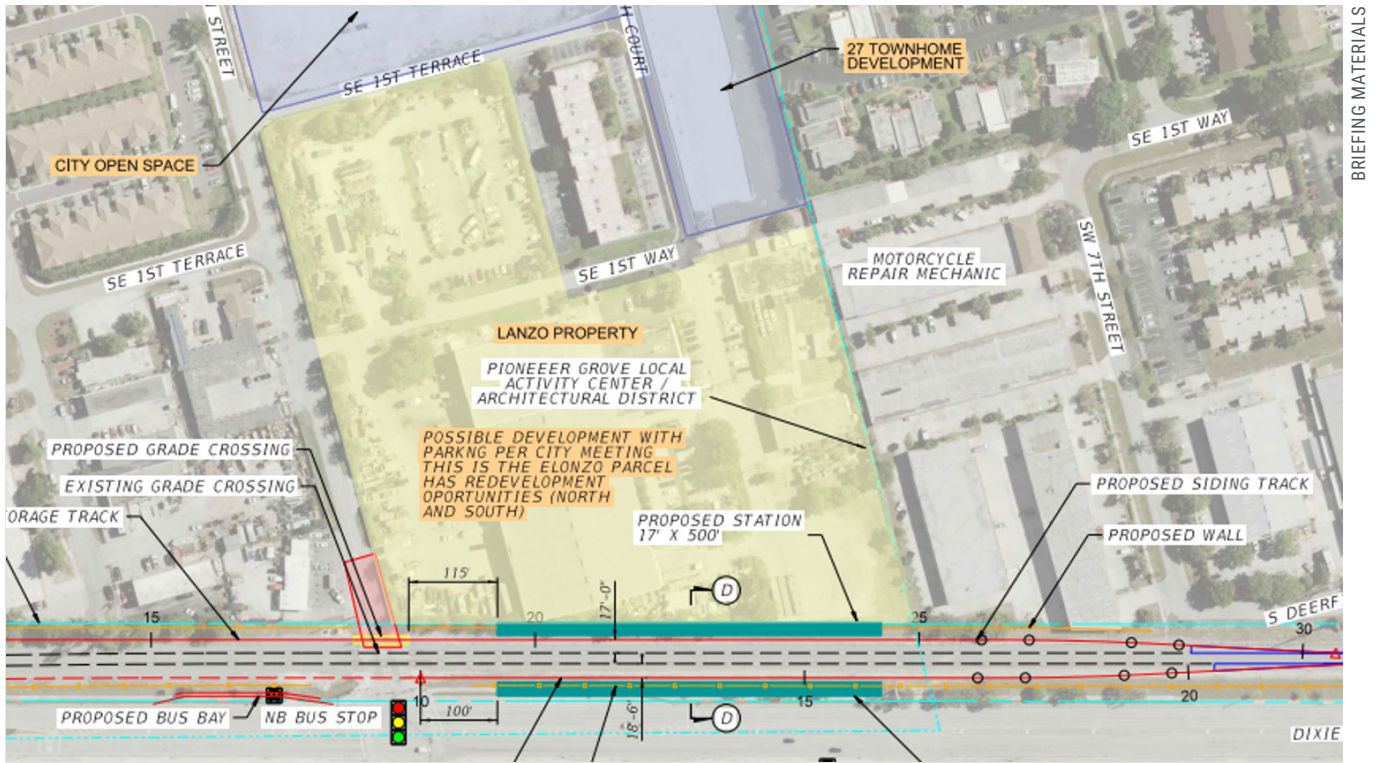 BRIEFING MATERIALS
STREET
SE 1ST TERRACE
H COURT
27 TOWNHOME
DEVELOPMENT
SE 1ST WAY
CITY OPEN SPACE
SE 1ST TERRACE
SE 1ST WAY
SW 7TH STREET
MOTORCYCLE
REPAIR MECHANIC
LANZO PROPERTY
PIONEEER GROVE LOCAL
ACTIVITY CENTER /
ARCHITECTURAL DISTRICT
POSSIBLE DEVELOPMENT WITH
PARKNG PER CITY MEETING
THIS IS THE ELONZO PARCEL
HAS REDEVELOPMENT
OPORTUNITIES (NORTH
AND SOUTH)
PROPOSED GRADE CROSSING
EXISTING GRADE CROSSING
ORAGE TRACK
PROPOSED STATION
17' X 500'
PROPOSED SIDING TRACK
PROPOSED WALL
115'
17'-0"
D
S DEERF
15
20
25
30
10
15
20
100'
18'-6"
D
PROPOSED BUS BAY
NB BUS STOP
DIXIE